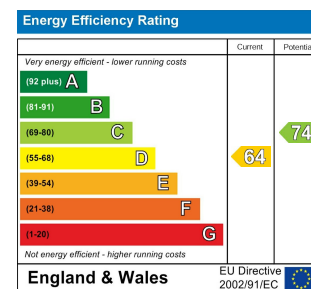 Energy Efficiency Rating
Current Potentia
Very energy efficient - lower running costs
(92 plus) A
(81-91) B
(69-80) C 74
(55-68) D 64
(39-54) E
(21-38) F
(1-20) G
Not energy efficient - higher running costs
England & Wales
EU Directive
2002/91/EC